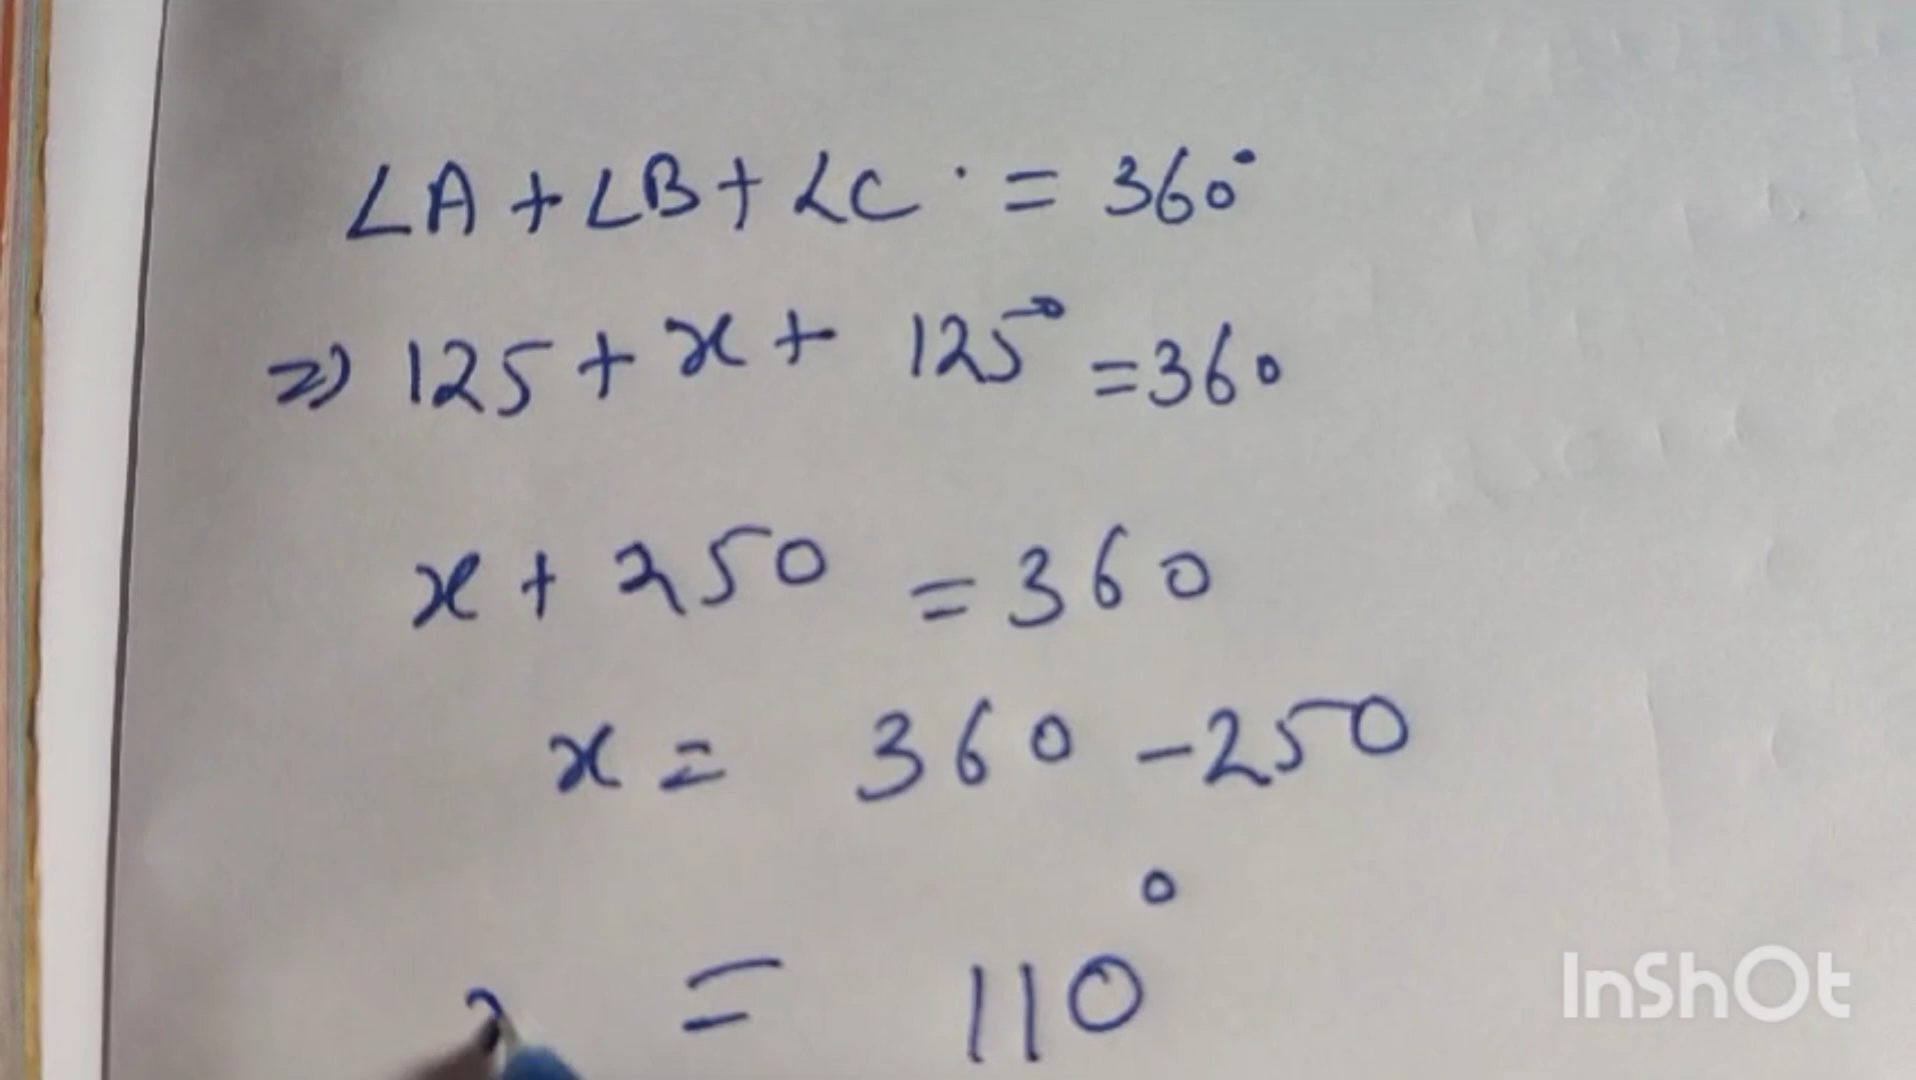 ∠A + ∠B + ∠C = 360°
⇒ 125 + x + 125° = 360
x + 250 = 360
x = 360 - 250
= 110°
InShOt